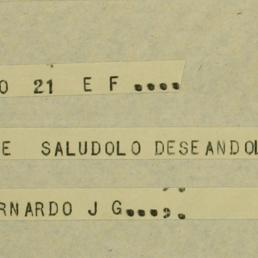 O 21 E F ....
E SALUDOLO DESEANDOL
RNARDO J G....